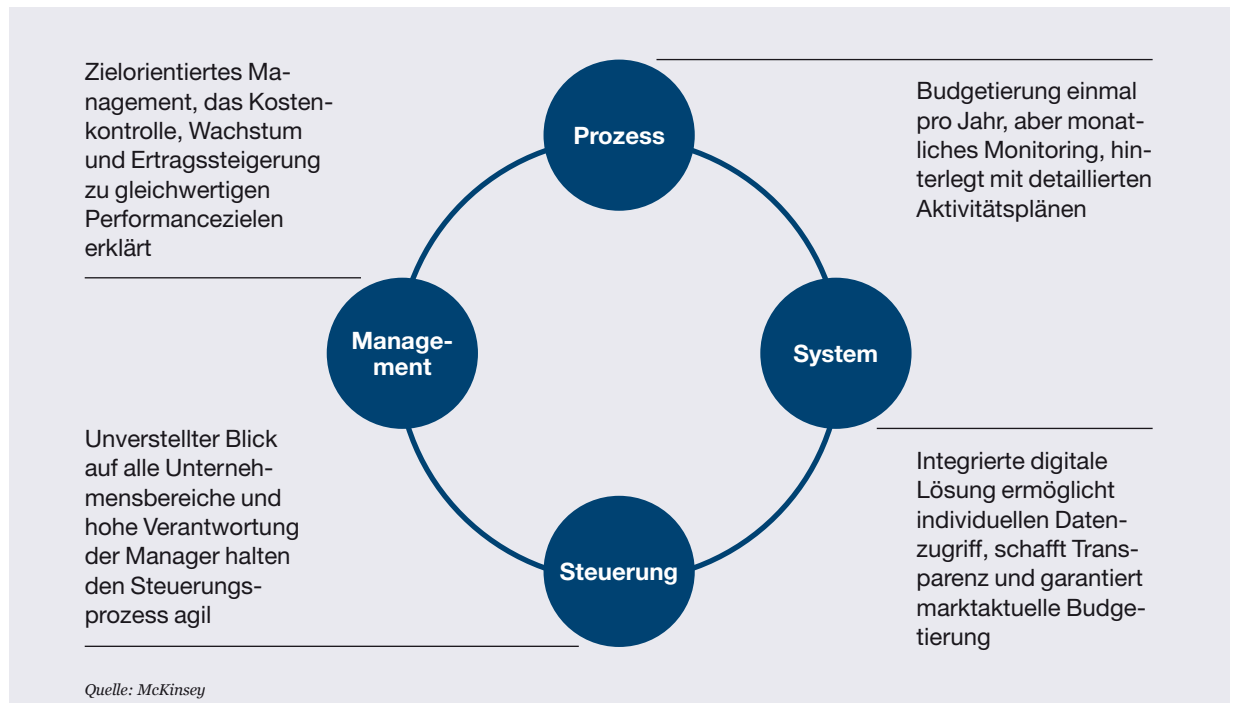 Zielorientiertes Ma-
nagement, das Kosten-
kontrolle, Wachstum
und Ertragssteigerung
zu gleichwertigen
Performancezielen
erklärt
Prozess
Budgetierung einmal
pro Jahr, aber monat-
liches Monitoring, hin-
terlegt mit detaillierten
Aktivitätsplänen
Manage-
ment
System
Unverstellter Blick
auf alle Unterneh-
mensbereiche und
hohe Verantwortung
der Manager halten
den Steuerungs-
prozess agil
Steuerung
Integrierte digitale
Lösung ermöglicht
individuellen Daten-
zugriff, schafft Trans-
parenz und garantiert
marktaktuelle Budge-
tierung
Quelle: McKinsey